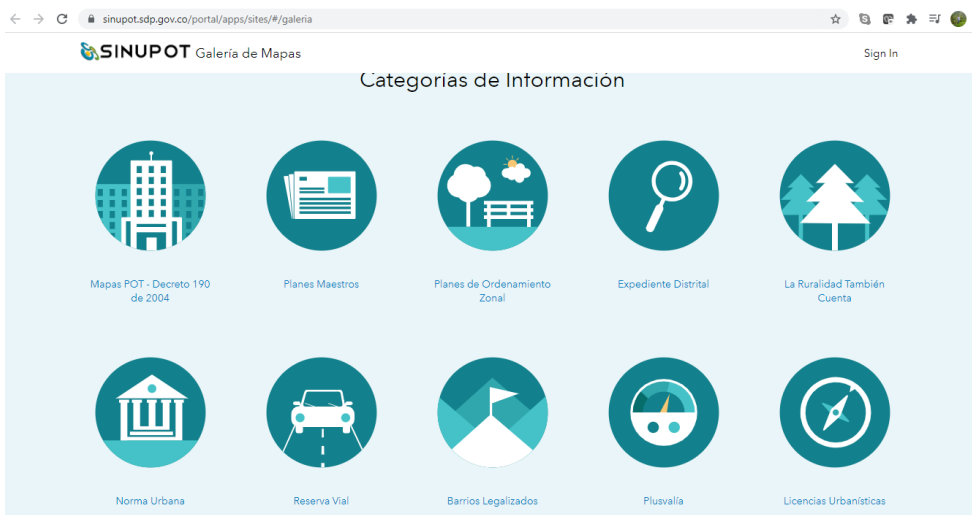 sinupot.sdp.gov.co/portal/apps/sites/#/galeria
SINUPOT Galería de Mapas
Sign In
Categorías de Información
Mapas POT - Decreto 190
de 2004
Planes Maestros
Planes de Ordenamiento
Zonal
Expediente Distrital
La Ruralidad También
Cuenta
Norma Urbana
Reserva Vial
Barrios Legalizados
Plusvalía
Licencias Urbanísticas